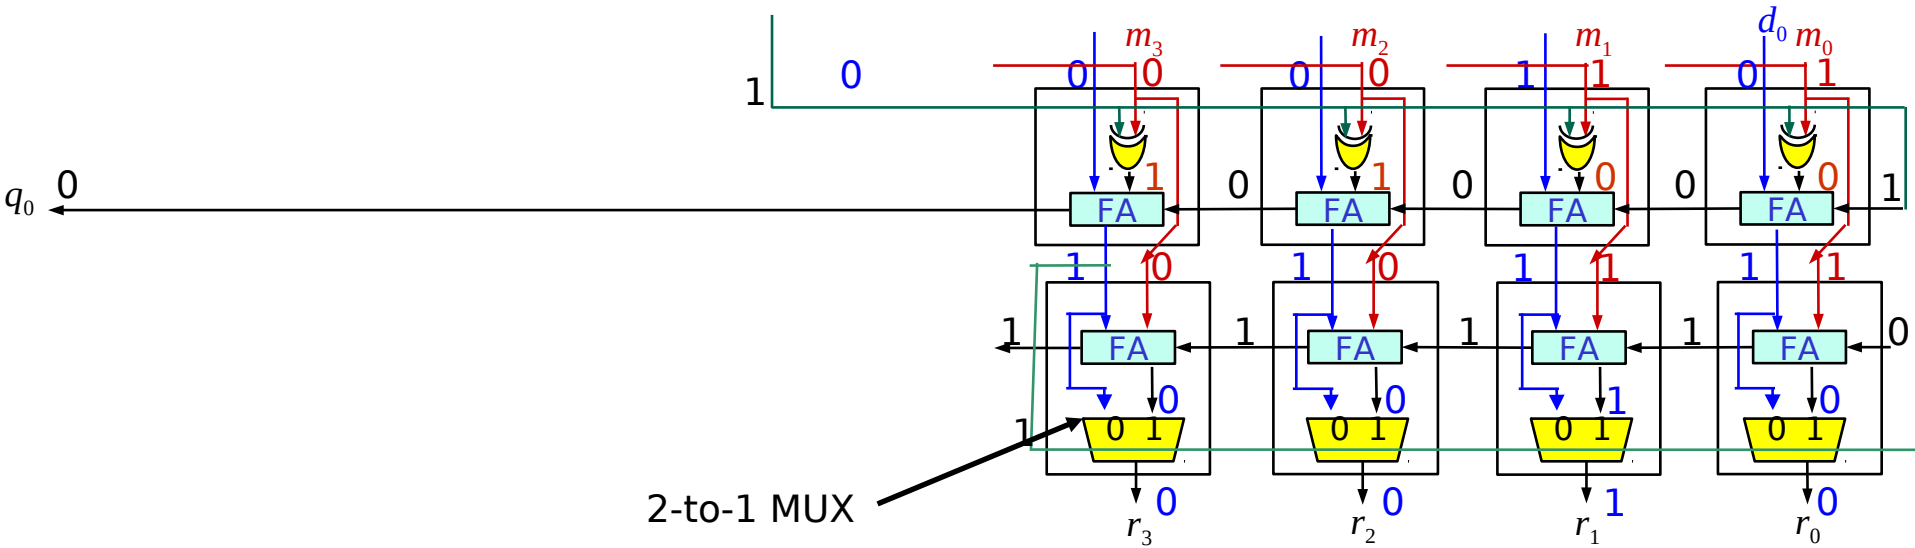 d0
m3 m2 m1 m0
1 0 0 0 0 0 1 1 0 1
1 1 0 0
q0 0 0 0 0 1
FA FA FA FA
1 0 1 0 1 1 1 1
1 1 1 1 0
FA FA FA FA
0 0 1 0
1 0 1 0 1 0 1 0 1
2-to-1 MUX 0 0 1 0
r3 r2 r1 r0